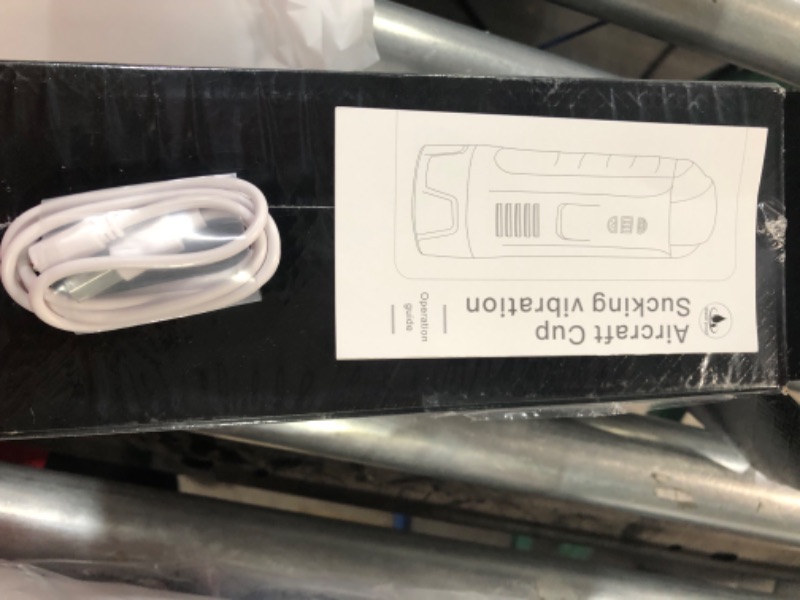 Aircraft Cup
Sucking vibration
Operation
guide